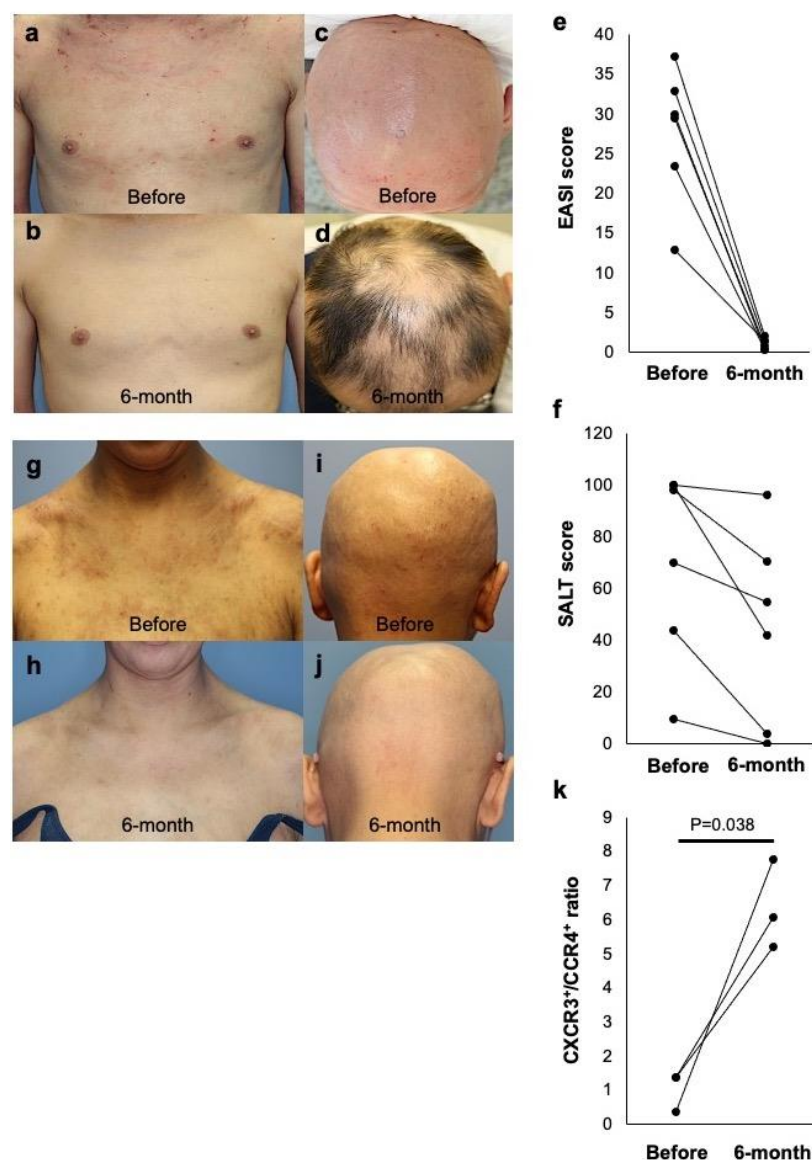 a
Before
b
6-month
c
Before
d
6-month
e
EASI score
40
35
30
25
20
15
10
5
0
Before 6-month
f
SALT score
120
100
80
60
40
20
0
Before 6-month
g
Before
h
6-month
i
Before
j
6-month
k
CXCR3⁺/CCR4⁺ ratio
9
8
7
6
5
4
3
2
1
0
P=0.038
Before 6-month